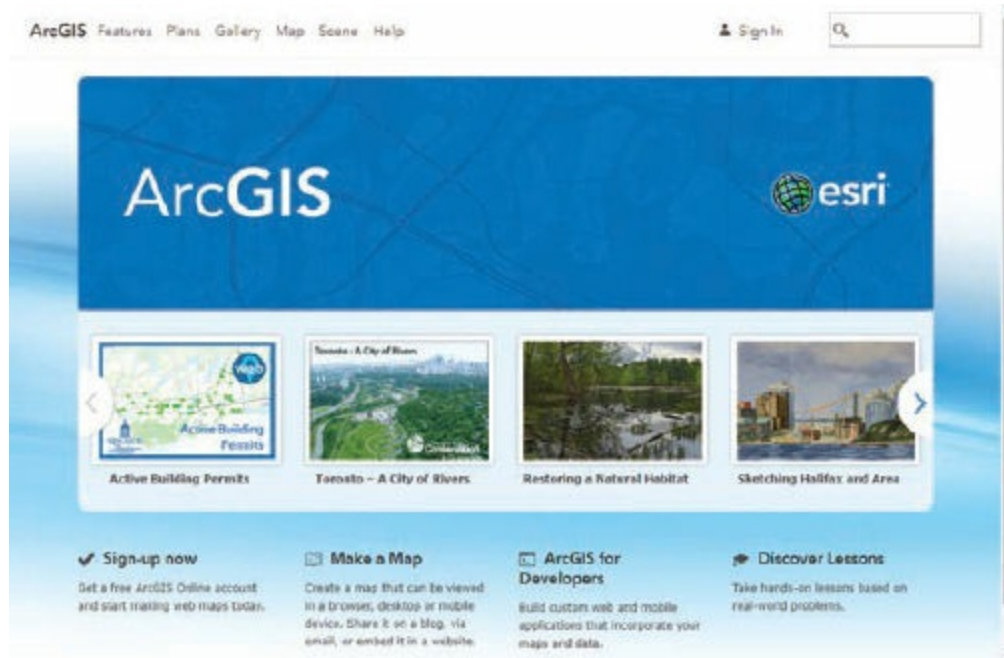 ArcGIS Features Plans Gallery Map Scene Help Sign In
ArcGIS
esri
Active Building
Permits
Toronto - A City of Rivers
Active Building Permits
Toronto – A City of Rivers
Restoring a Natural Habitat
Sketching Halifax and Area
Sign-up now
Get a free ArcGIS Online account
and start making web maps today.
Make a Map
Create a map that can be viewed
in a browser, desktop or mobile
device. Share it on a blog, via
email, or embed it in a website.
ArcGIS for
Developers
Build custom web and mobile
applications that incorporate your
maps and data.
Discover Lessons
Take hands-on lessons based on
real-world problems.